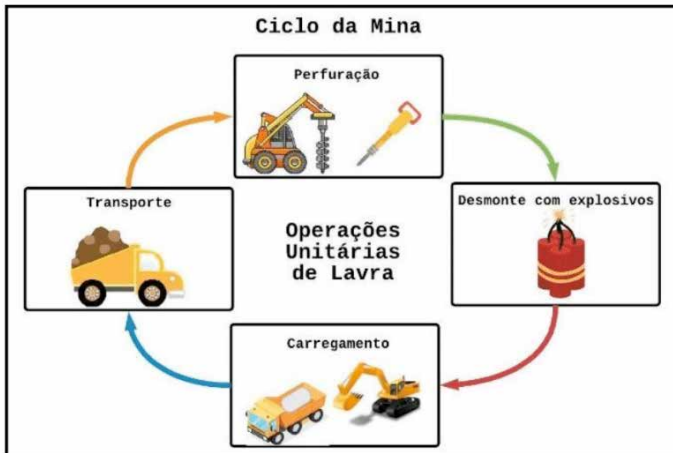 Ciclo da Mina
Perfuração
Transporte
Desmonte com explosivos
Operações
Unitárias
de Lavra
Carregamento